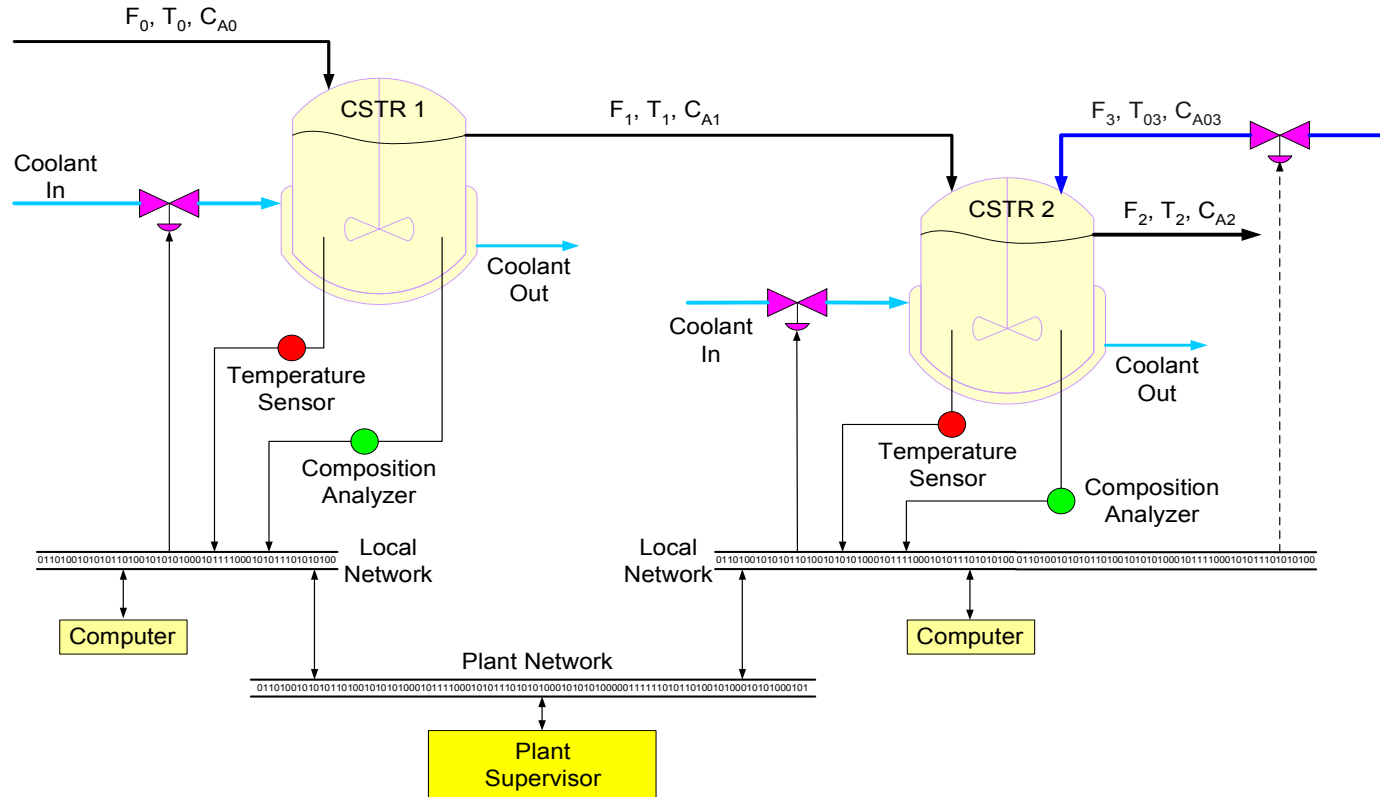 F0, T0, CA0
CSTR 1
F1, T1, CA1
F3, T03, CA03
Coolant
In
CSTR 2
F2, T2, CA2
Coolant
Out
Coolant
In
Coolant
Out
Temperature
Sensor
Composition
Analyzer
Temperature
Sensor
Composition
Analyzer
Local
Network
Local
Network
Computer
Computer
Plant Network
Plant
Supervisor